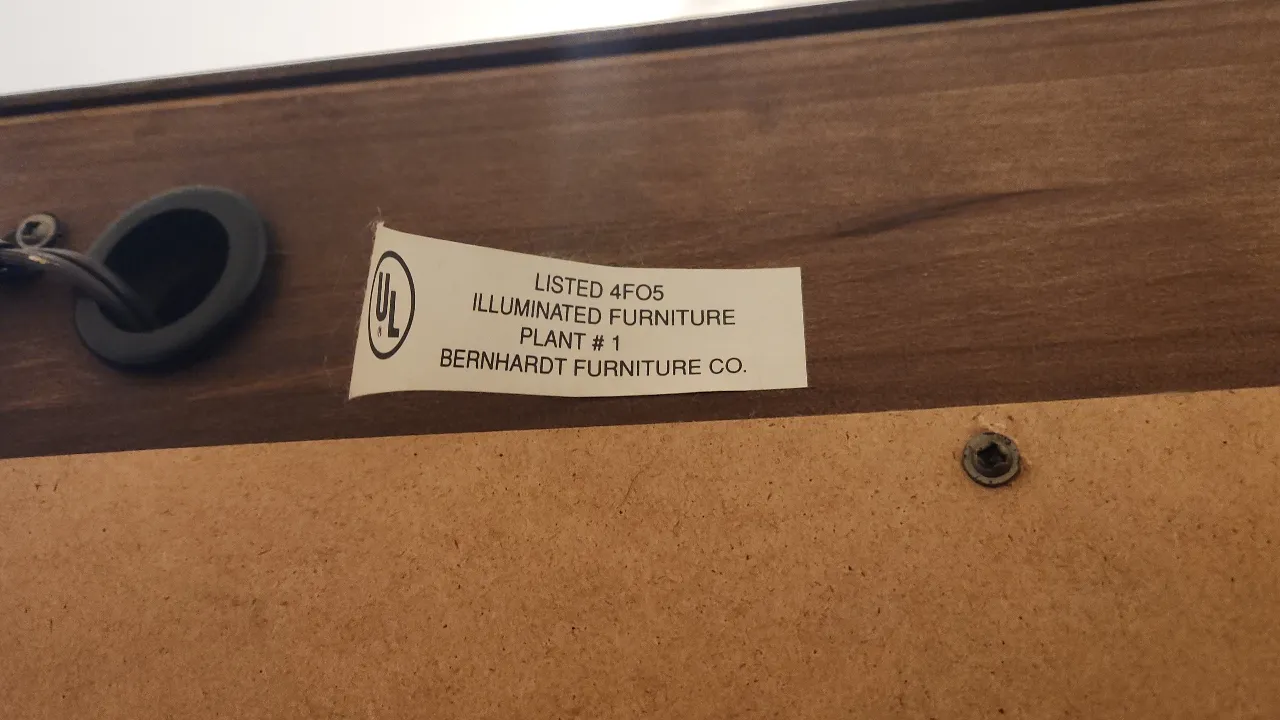 UL
LISTED 4FO5
ILLUMINATED FURNITURE
PLANT # 1
BERNHARDT FURNITURE CO.